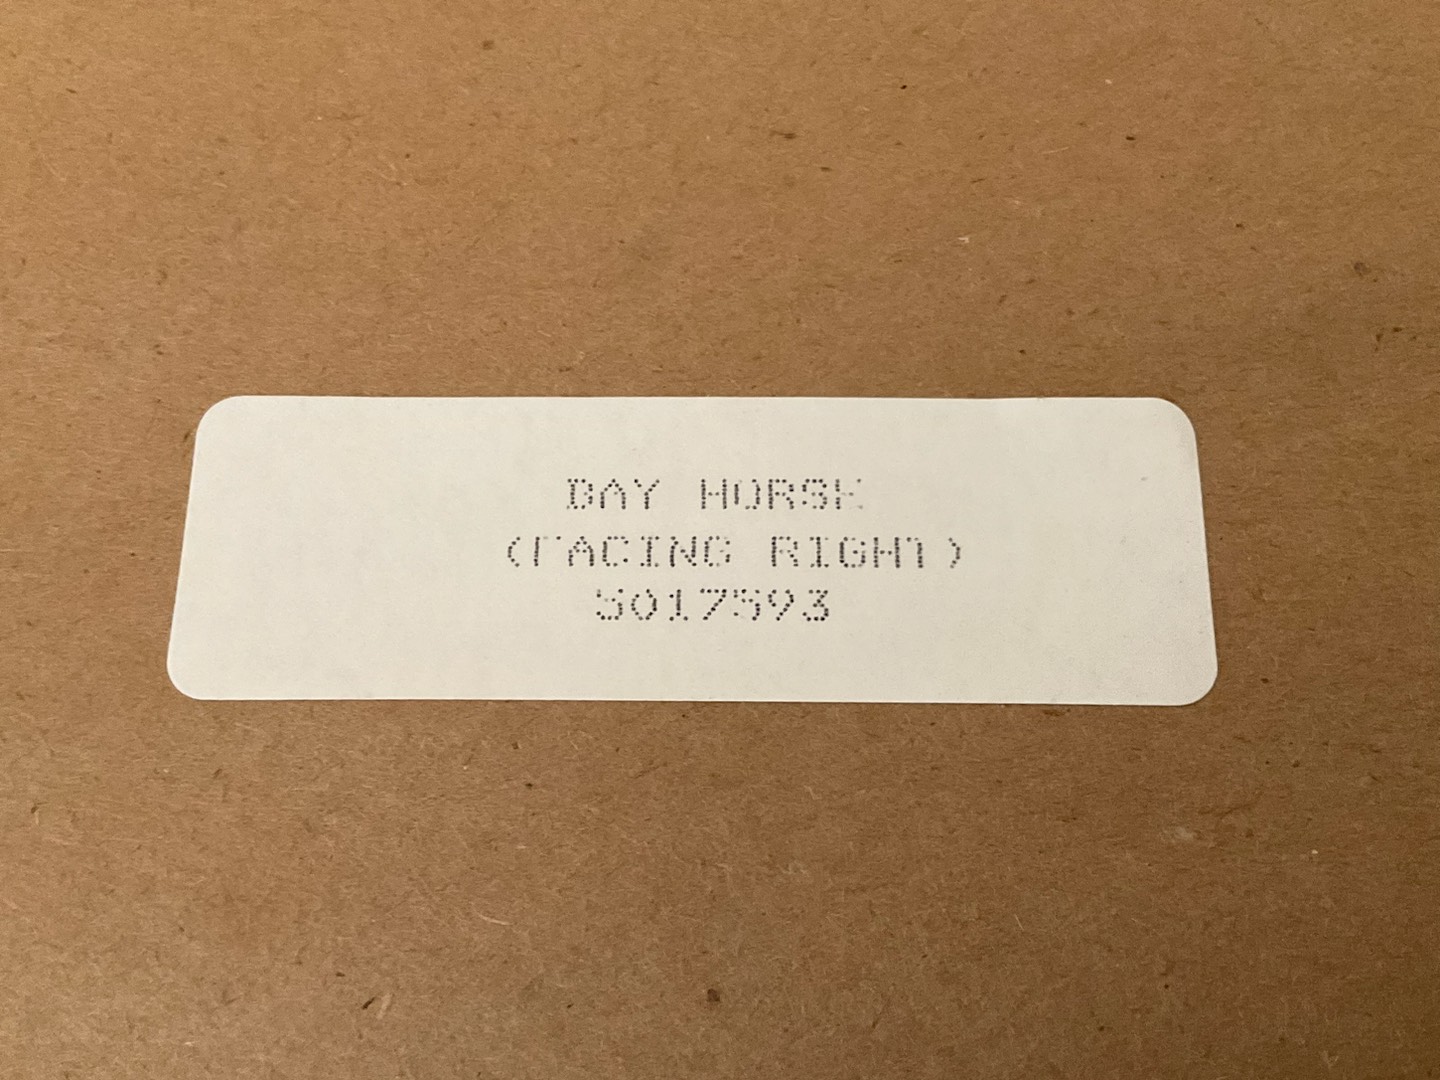 BAY HORSE
(FACING RIGHT)
5017593